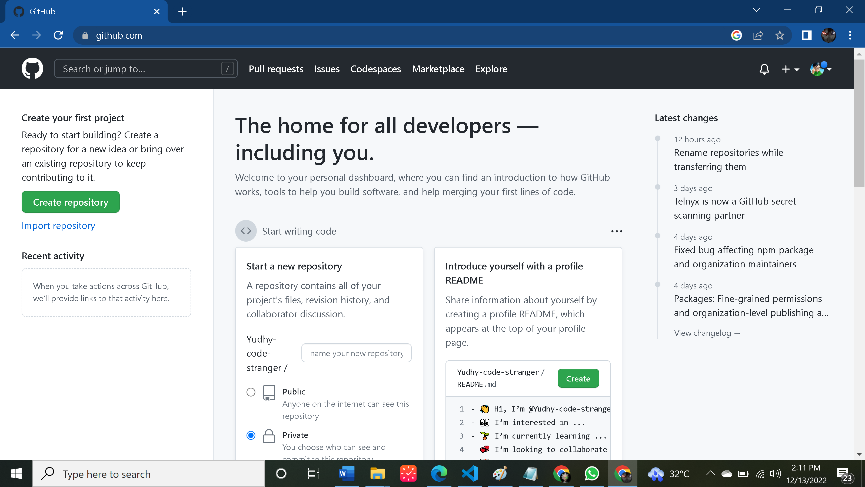 GitHub
github.com
Search or jump to...
/
Pull requests Issues Codespaces Marketplace Explore
Create your first project
Ready to start building? Create a
repository for a new idea or bring over
an existing repository to keep
contributing to it.
Create repository
Import repository
Recent activity
When you take actions across GitHub,
we'll provide links to that activity here.
The home for all developers —
including you.
Welcome to your personal dashboard, where you can find an introduction to how GitHub
works, tools to help you build software, and help merging your first lines of code.
Start writing code
Start a new repository
A repository contains all of your
project's files, revision history, and
collaborator discussion.
Yudhy-
code
stranger /
name your new repository
Public
Anyone on the internet can see this
repository
Private
You choose who can see and
commit to this repository
Introduce yourself with a profile
README
Share information about yourself by
creating a profile README, which
appears at the top of your profile
page.
Yudhy-code-stranger/
README.md
Create
1 - 👋 Hi, I'm @Yudhy-code-strange
2 - 👀 I'm interested in ...
3 - 🌱 I'm currently learning ...
4 - 💞️ I'm looking to collaborate
Latest changes
12 hours ago
Rename repositories while
transferring them
3 days ago
Telnyx is now a GitHub secret
scanning partner
4 days ago
Fixed bug affecting npm package
and organization maintainers
4 days ago
Packages: Fine-grained permissions
and organization-level publishing a...
View changelog →
Type here to search
32°C
2:11 PM
12/13/2022
23